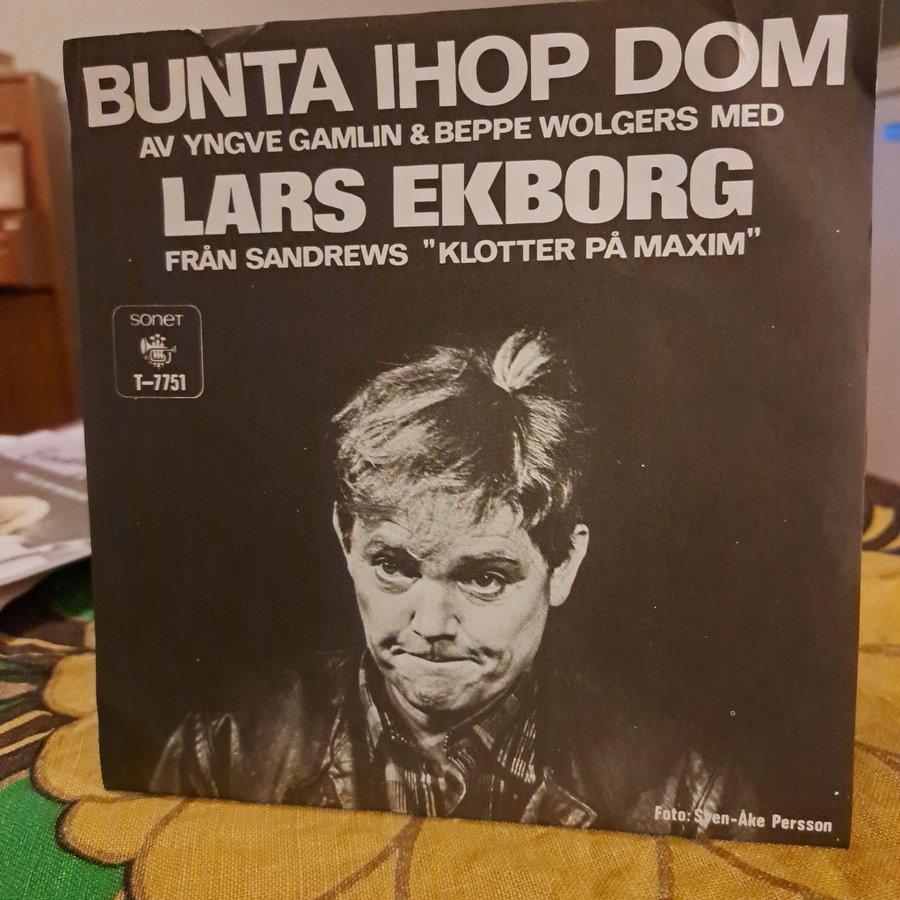 BUNTA IHOP DOM
AV YNGVE GAMLIN & BEPPE WOLGERS MED
LARS EKBORG
FRÅN SANDREWS "KLOTTER PÅ MAXIM"
sonet
T-7751
Foto: Sven-Åke Persson